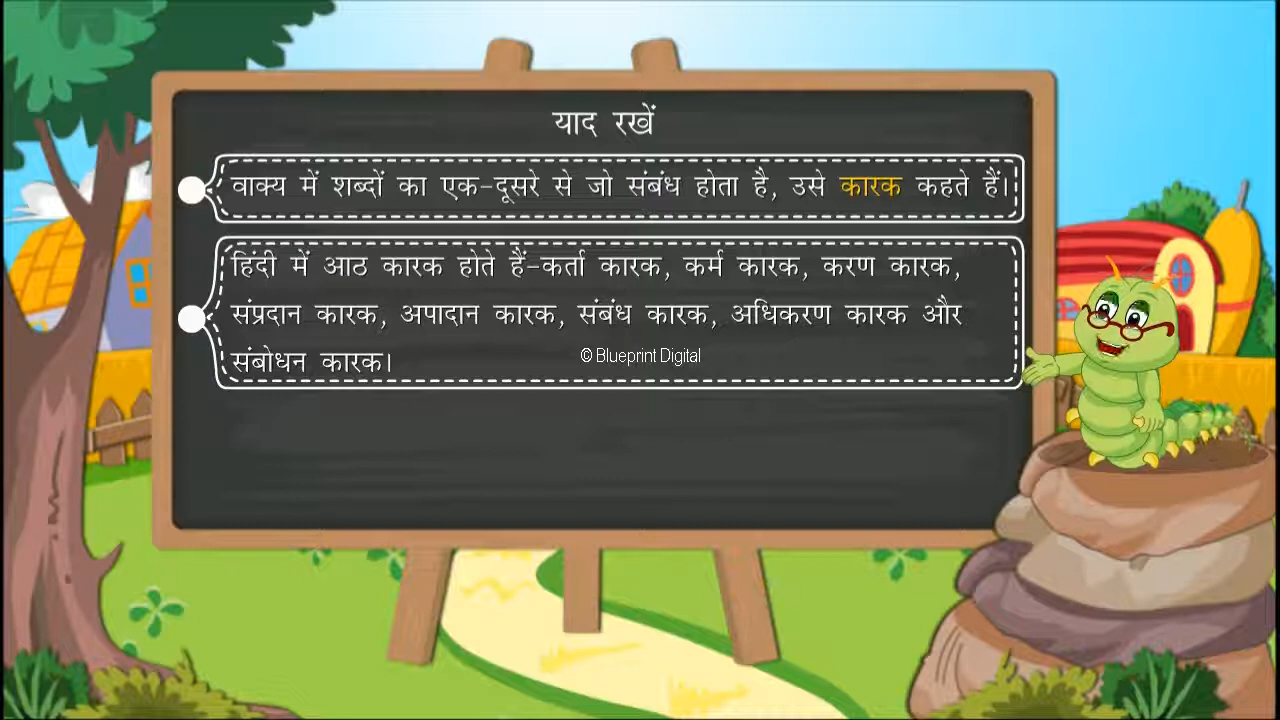 याद रखें
वाक्य में शब्दों का एक-दूसरे से जो संबंध होता है, उसे कारक कहते हैं।
हिंदी में आठ कारक होते हैं-कर्ता कारक, कर्म कारक, करण कारक,
संप्रदान कारक, अपादान कारक, संबंध कारक, अधिकरण कारक और
संबोधन कारक।
© Blueprint Digital